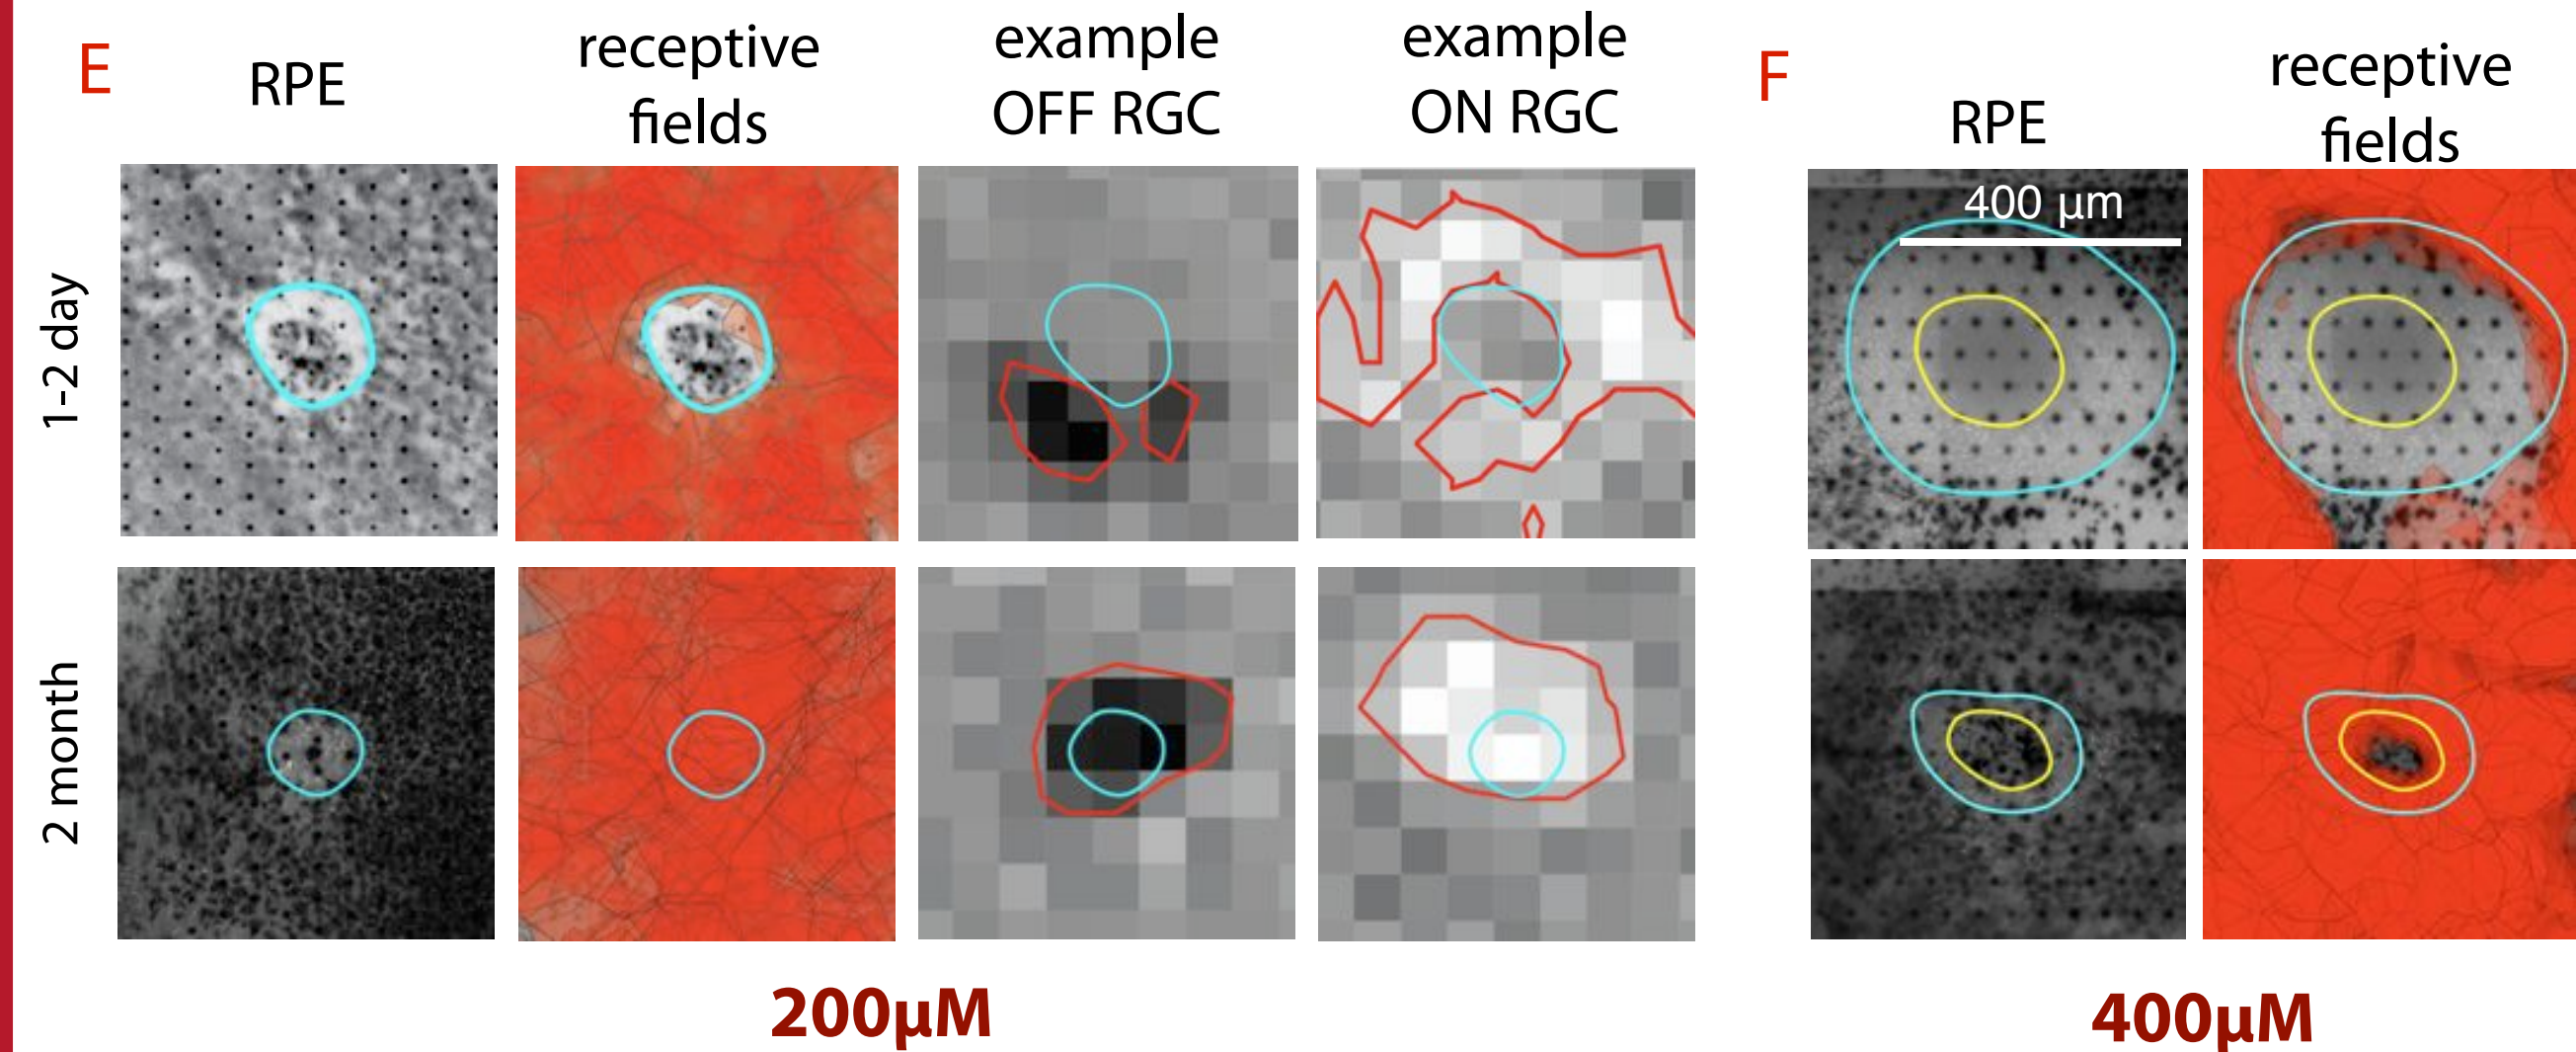 E
RPE
receptive
fields
example
OFF RGC
example
ON RGC
1-2 day
2 month
200μM
F
RPE
receptive
fields
400 μm
400μM